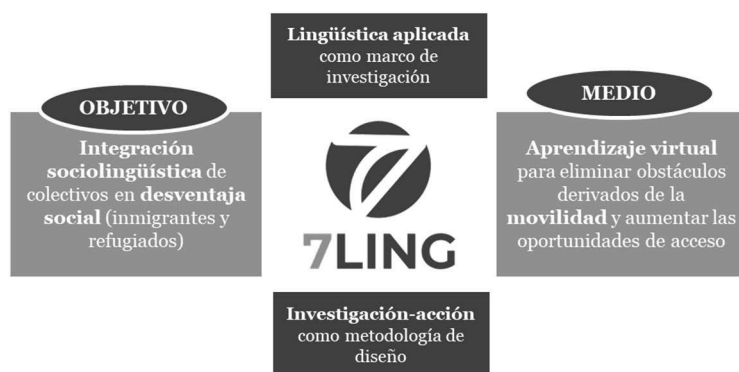 Lingüística aplicada
como marco de
investigación
OBJETIVO
Integración
sociolingüística de
colectivos en desventaja
social (inmigrantes y
refugiados)
7LING
MEDIO
Aprendizaje virtual
para eliminar obstáculos
derivados de la
movilidad y aumentar las
oportunidades de acceso
Investigación-acción
como metodología de
diseño